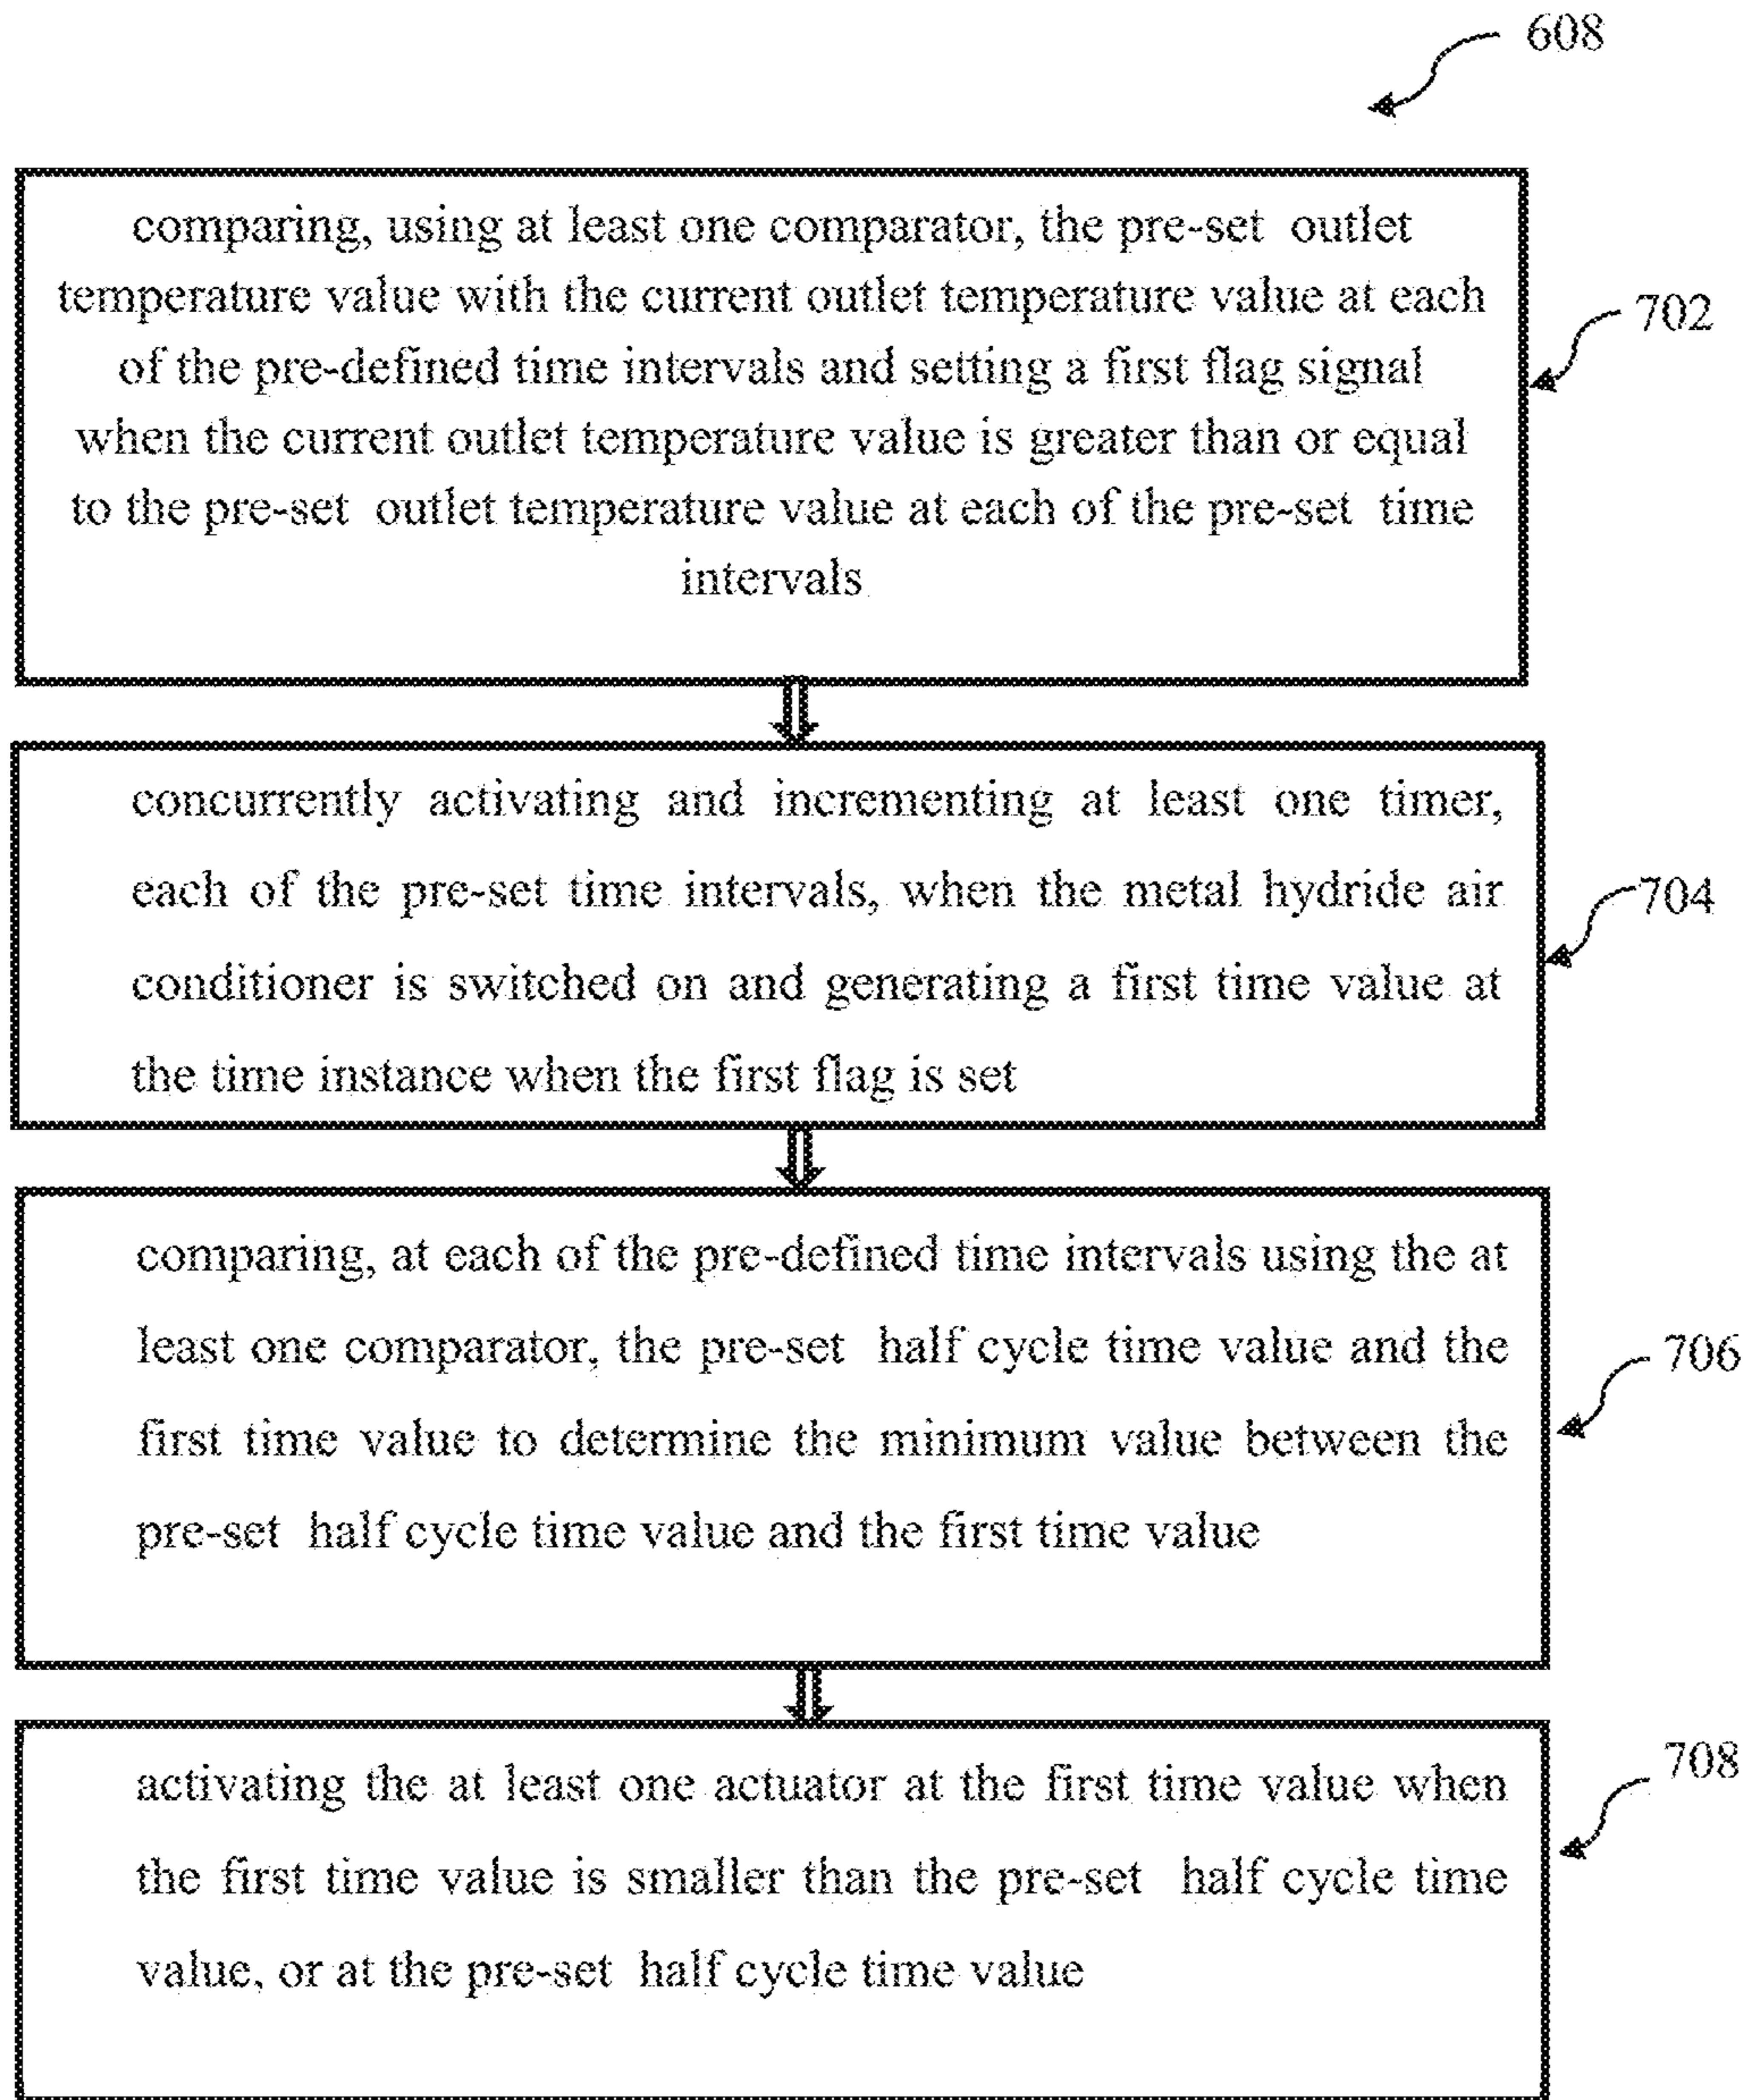 608
comparing, using at least one comparator, the pre-set outlet
temperature value with the current outlet temperature value at each
702
of the pre-defined time intervals and setting a first flag signal
when the current outlet temperature value is greater than or equal
to the pre-set outlet temperature value at each of the pre-set time
intervals
concurrently activating and incrementing at least one timer,
each of the pre-set time intervals, when the metal hydride air
704
conditioner is switched on and generating a first time value at
the time instance when the first flag is set
comparing, at each of the pre-defined time intervals using the at
least one comparator, the pre-set half cycle time value and the
706
first time value to determine the minimum value between the
pre-set half cycle time value and the first time value
708
activating the at least one actuator at the first time value when
the first time value is smaller than the pre-set half cycle time
value, or at the pre-set half cycle time value